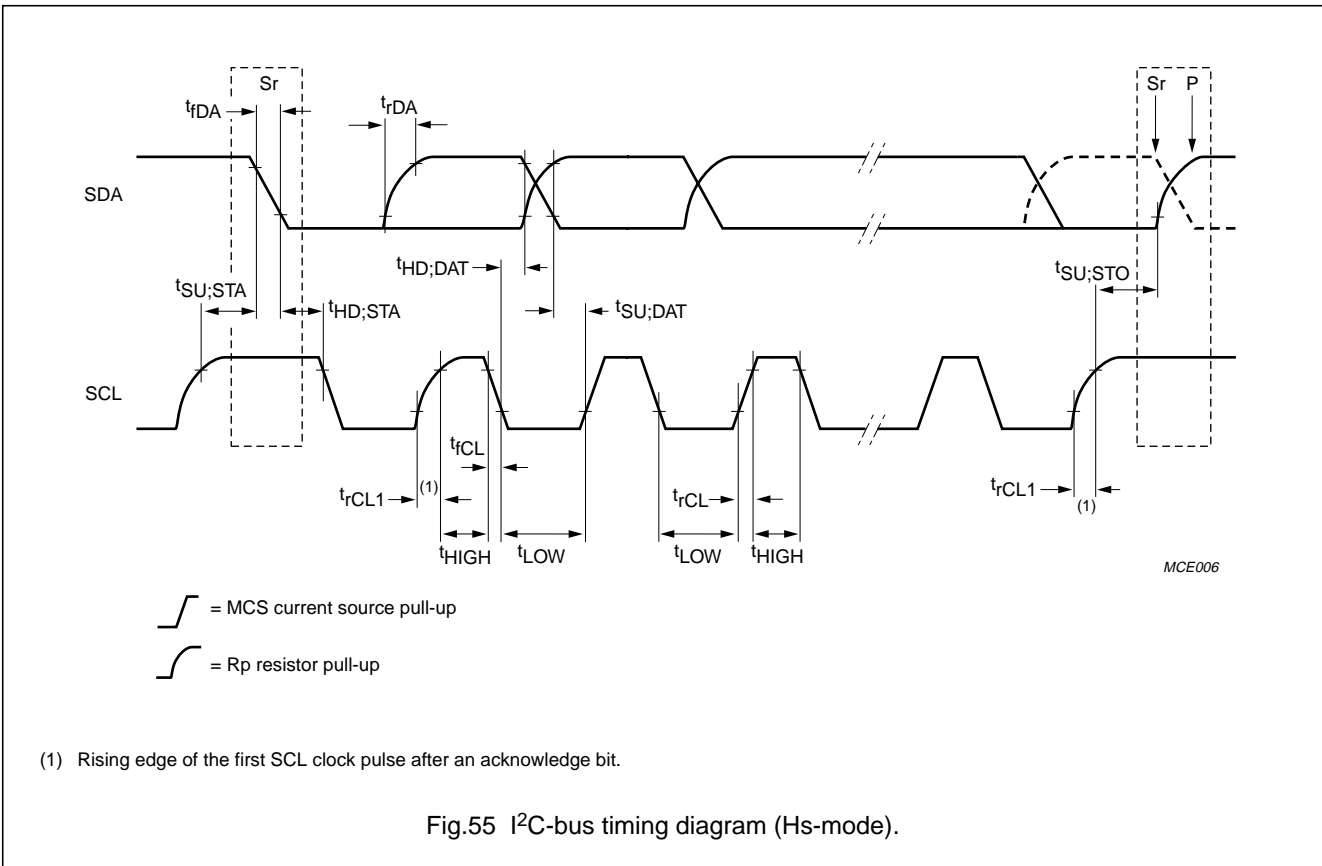 Sr
Sr P
tfDA
trDA
SDA
tHD;DAT
tSU;STO
tSU;STA
tHD;STA
tSU;DAT
SCL
tfCL
trCL1
(1)
trCL
trCL1
(1)
tHIGH
tLOW
tLOW
tHIGH
MCE006
= MCS current source pull-up
= Rp resistor pull-up
(1) Rising edge of the first SCL clock pulse after an acknowledge bit.
Fig.55 I²C-bus timing diagram (Hs-mode).